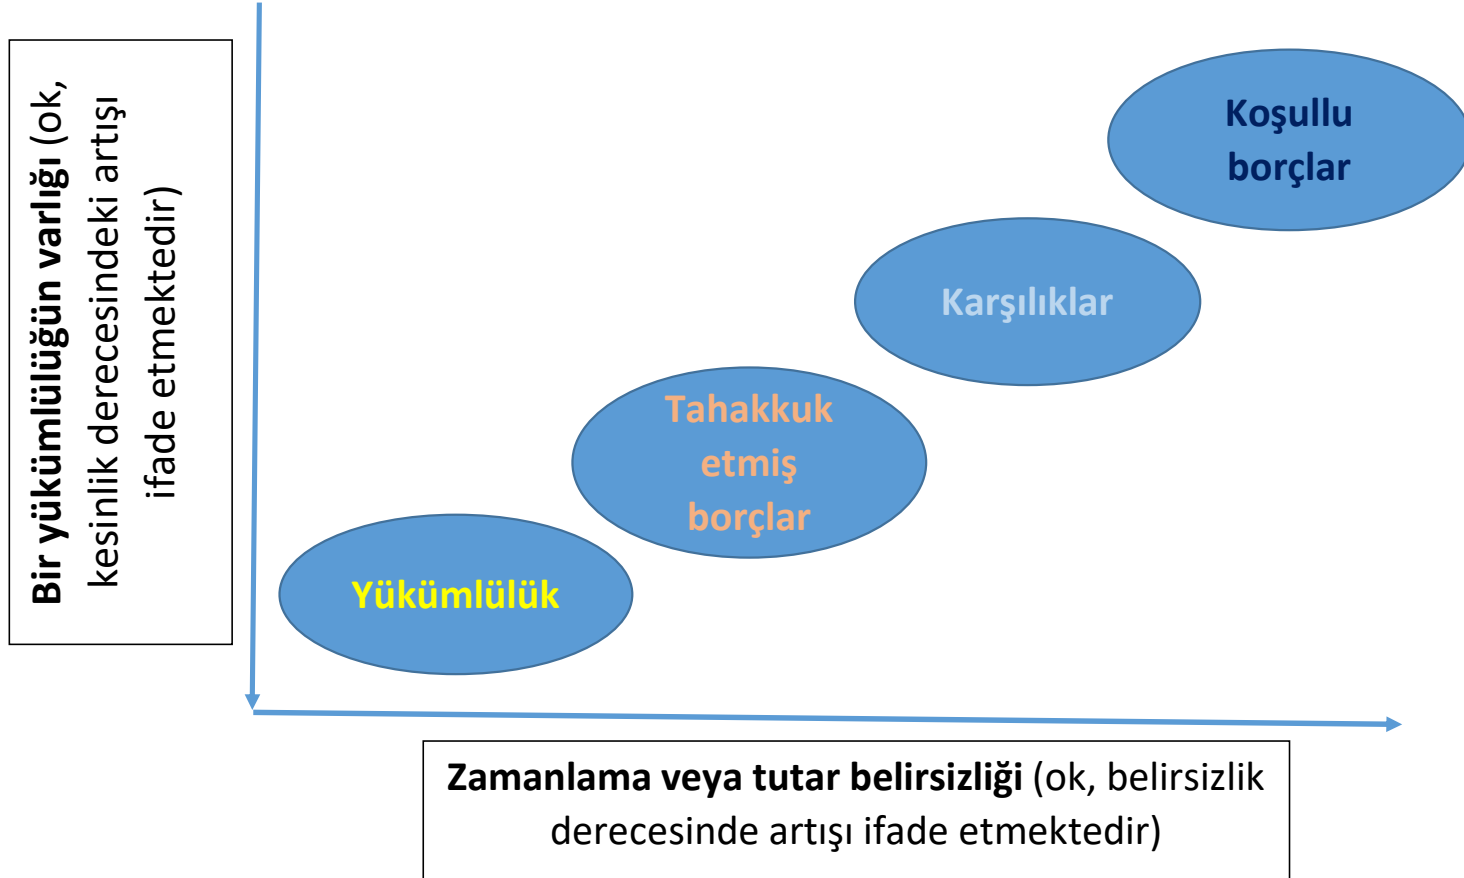 Bir yükümlülüğün varlığı (ok,
kesinlik derecesindeki artışı
ifade etmektedir)
Koşullu
borçlar
Karşılıklar
Tahakkuk
etmiş
borçlar
Yükümlülük
Zamanlama veya tutar belirsizliği (ok, belirsizlik
derecesinde artışı ifade etmektedir)